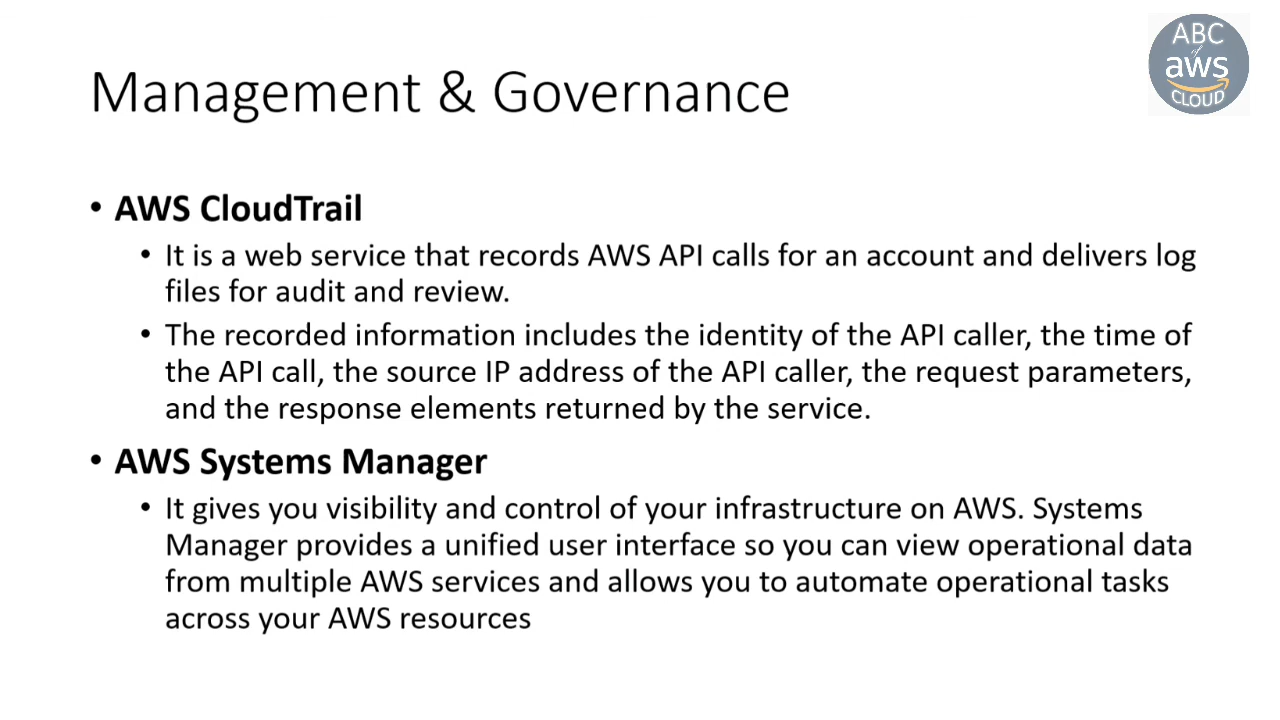 ABC
of
aws
CLOUD
Management & Governance
• AWS CloudTrail
• It is a web service that records AWS API calls for an account and delivers log
files for audit and review.
• The recorded information includes the identity of the API caller, the time of
the API call, the source IP address of the API caller, the request parameters,
and the response elements returned by the service.
• AWS Systems Manager
• It gives you visibility and control of your infrastructure on AWS. Systems
Manager provides a unified user interface so you can view operational data
from multiple AWS services and allows you to automate operational tasks
across your AWS resources